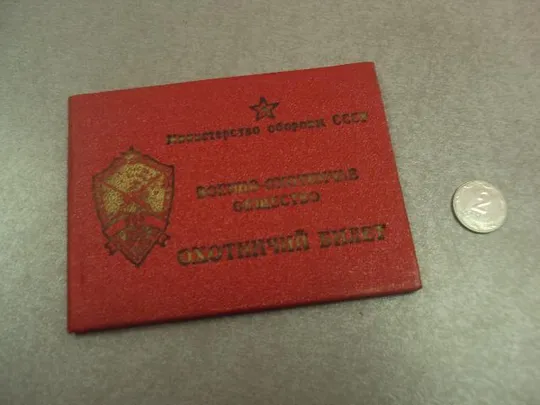 Министерство обороны СССР
ВОЕННО-ОХОТНИЧЬЕ
ОБЩЕСТВО
ОХОТНИЧИЙ БИЛЕТ
2